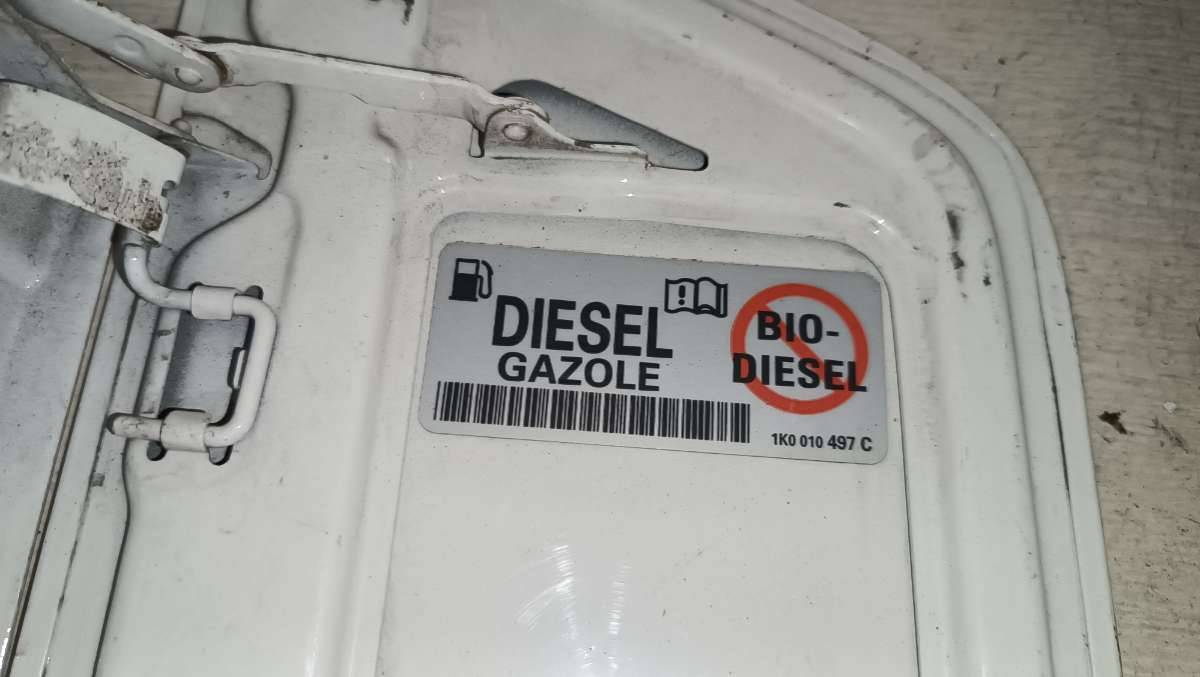 DIESEL
GAZOLE
BIO-
DIESEL
1K0 010 497 C